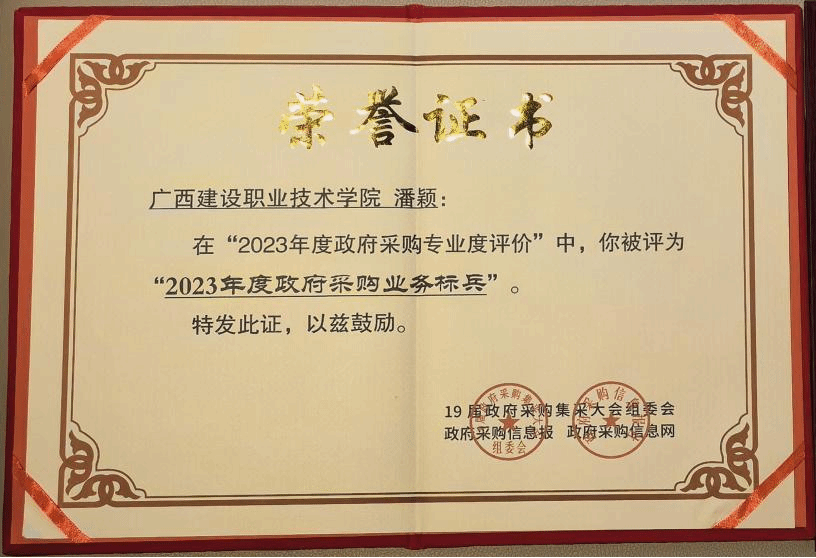 荣誉证书
广西建设职业技术学院 潘颖：
在“2023年度政府采购专业度评价”中，你被评为
“2023年度政府采购业务标兵”。
特发此证，以兹鼓励。
19届政府采购集采大会组委会
政府采购信息报 政府采购信息网
组委会